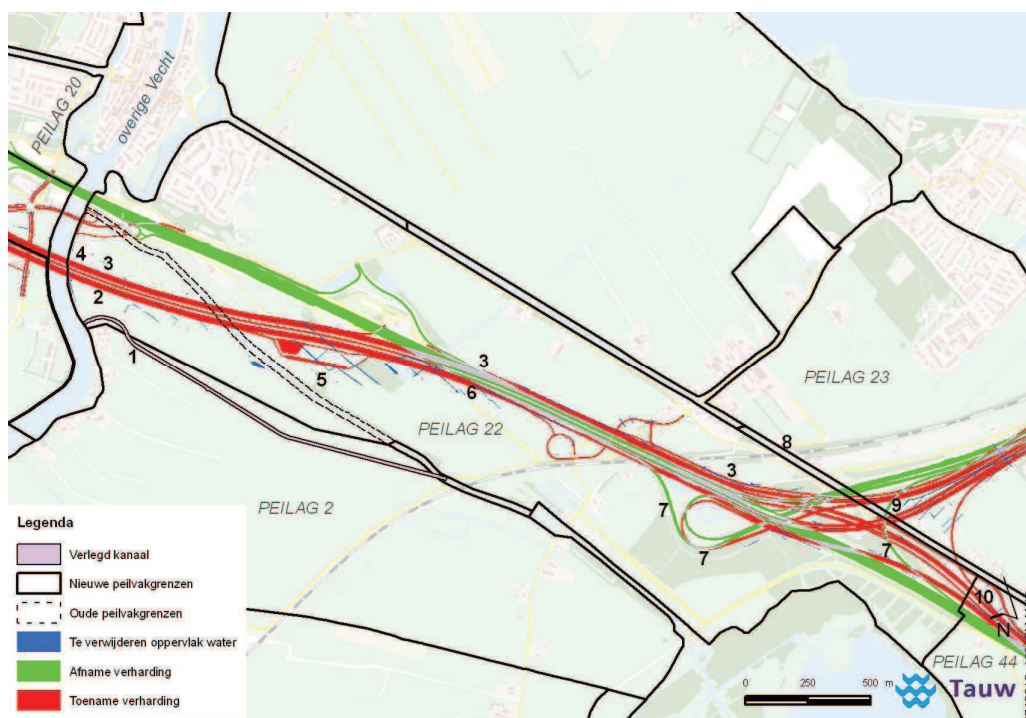 PEILAG 20
overige Vecht
4
3
2
1
5
3
6
PEILAG 22
PEILAG 23
8
3
7
7
9
7
10
N
PEILAG 2
PEILAG 44
Legenda
Verlegd kanaal
Nieuwe peilvakgrenzen
Oude peilvakgrenzen
Te verwijderen oppervlak water
Afname verharding
Toename verharding
0 250 500 m
Tauw